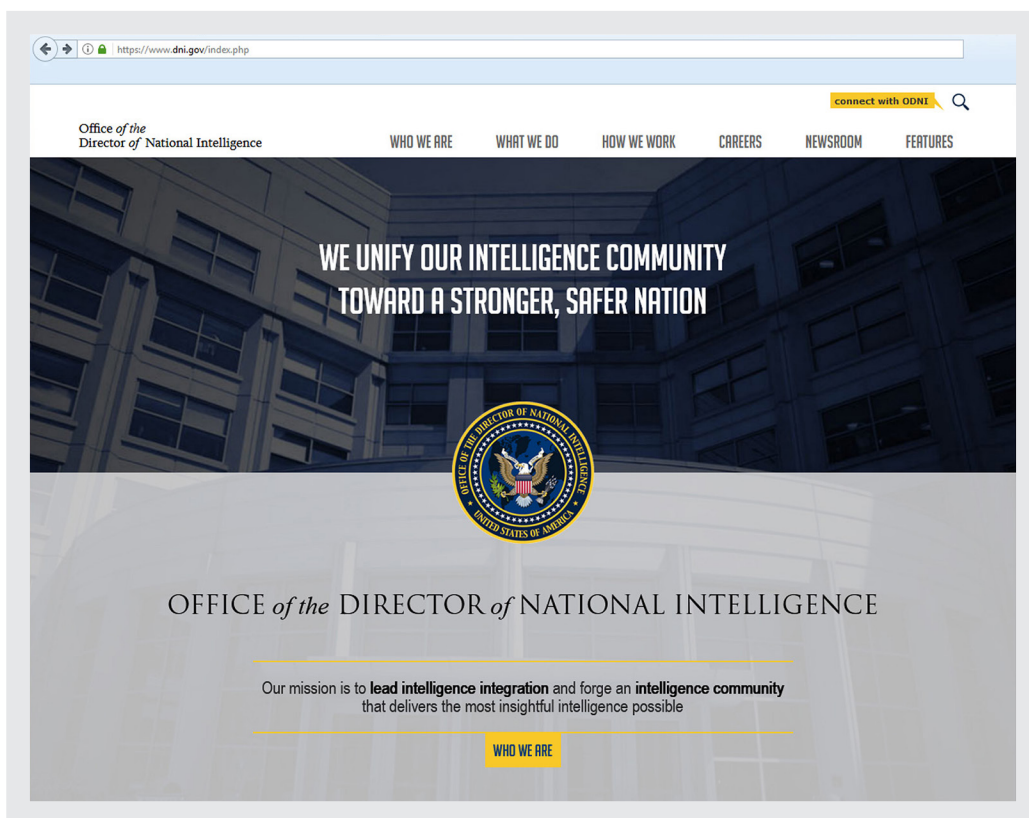 https://www.dni.gov/index.php
connect with ODNI
Office of the
Director of National Intelligence
WHO WE ARE WHAT WE DO HOW WE WORK CAREERS NEWSROOM FEATURES
WE UNIFY OUR INTELLIGENCE COMMUNITY
TOWARD A STRONGER, SAFER NATION
OFFICE OF THE DIRECTOR OF NATIONAL INTELLIGENCE
UNITED STATES OF AMERICA
OFFICE of the DIRECTOR of NATIONAL INTELLIGENCE
Our mission is to lead intelligence integration and forge an intelligence community
that delivers the most insightful intelligence possible
WHO WE ARE